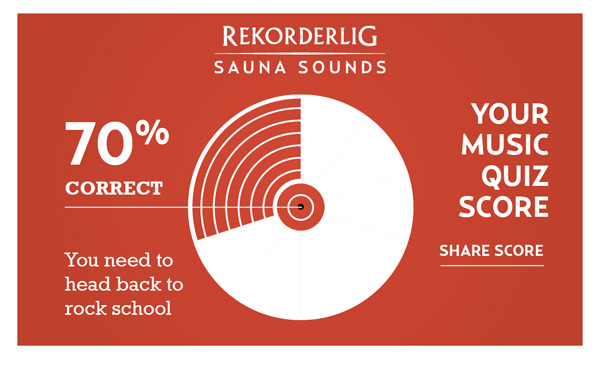 REKORDERLIG
SAUNA SOUNDS
70%
CORRECT
You need to
head back to
rock school
YOUR
MUSIC
QUIZ
SCORE
SHARE SCORE